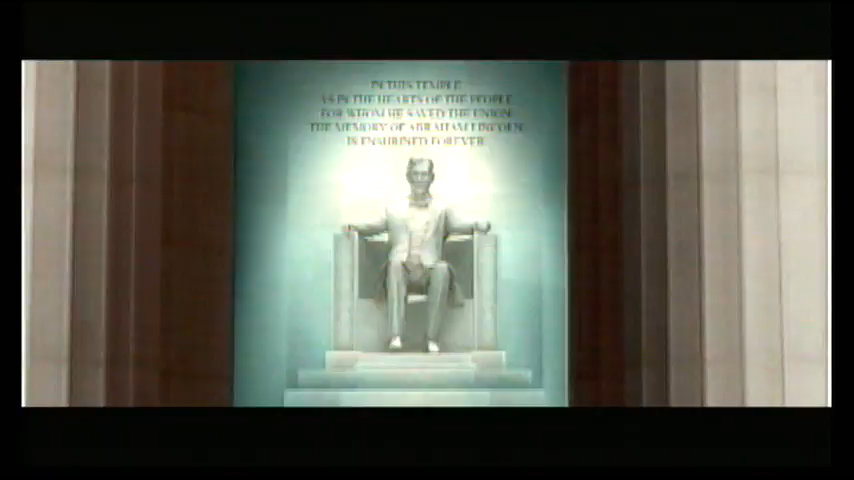 IN THIS TEMPLE
AS IN THE HEARTS OF THE PEOPLE
FOR WHOM HE SAVED THE UNION
THE MEMORY OF ABRAHAM LINCOLN
IS ENSHRINED FOREVER